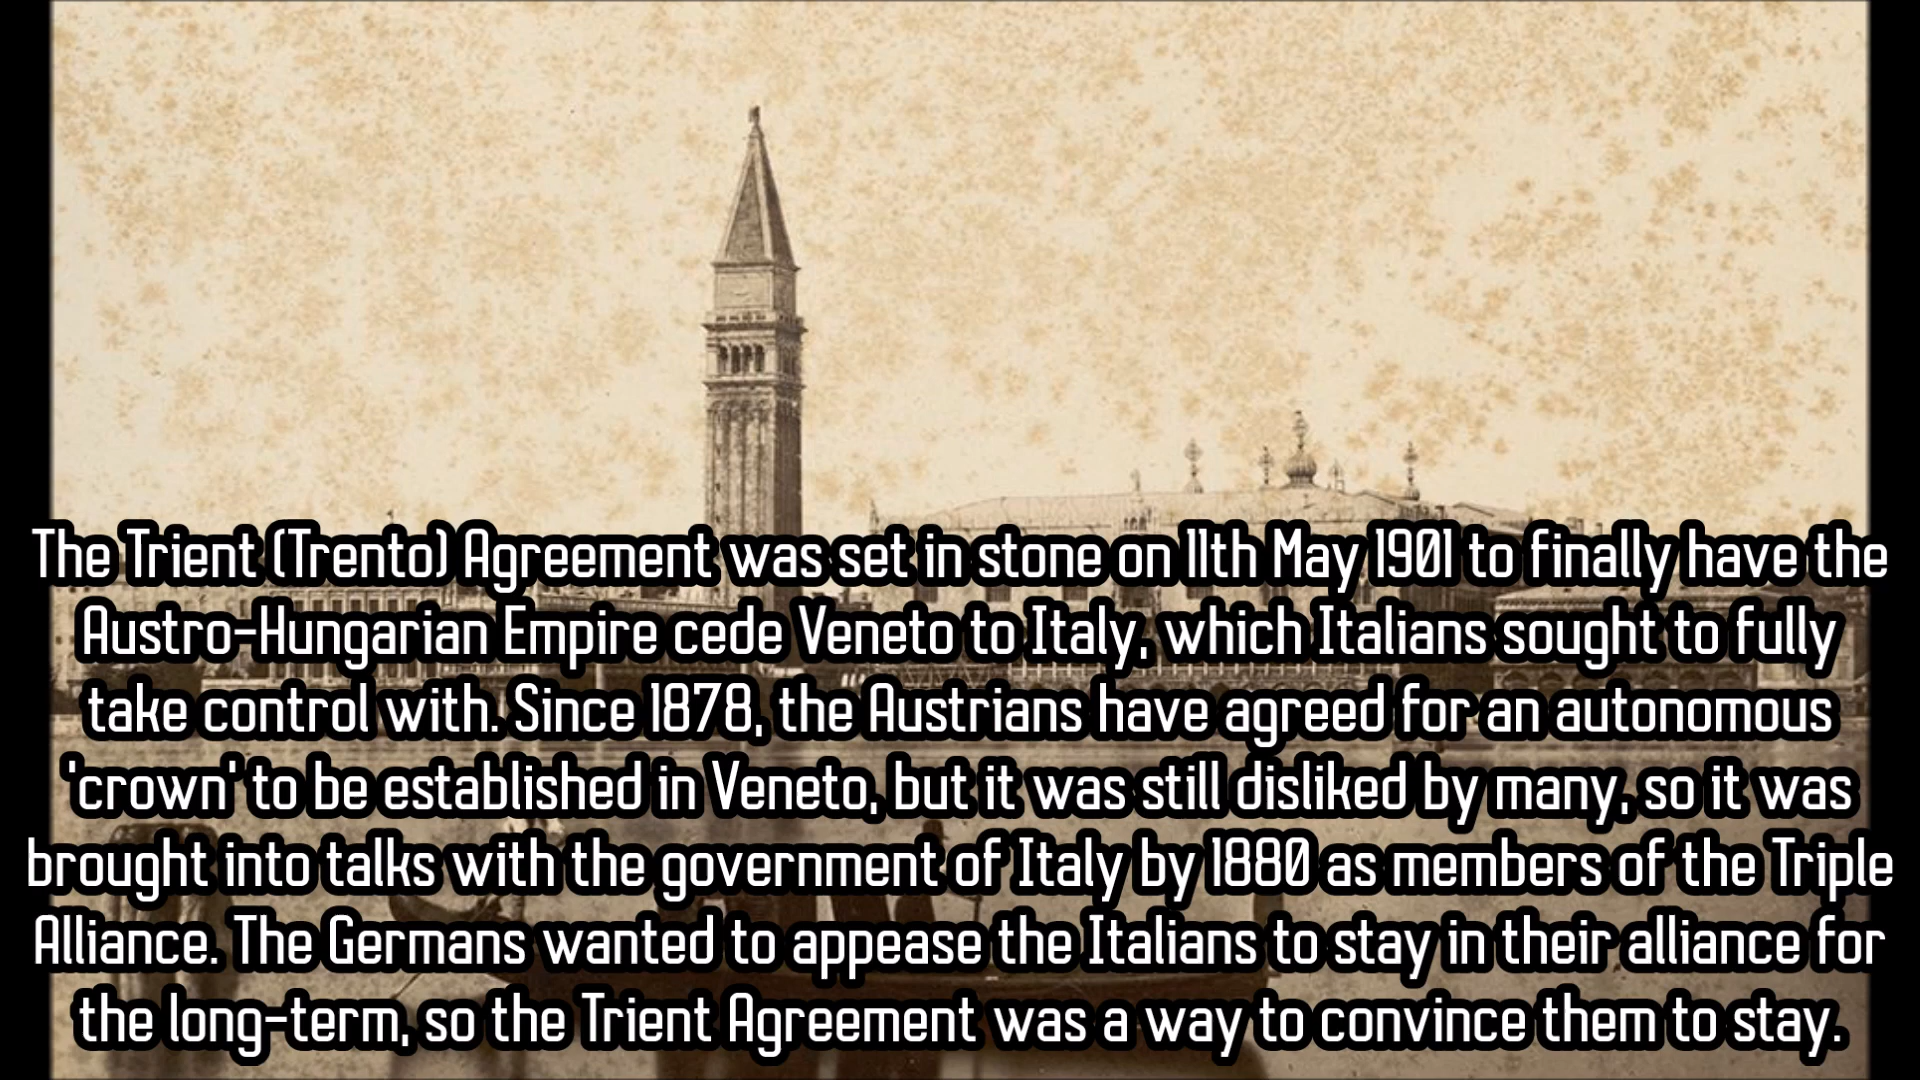 The Trient (Trento) Agreement was set in stone on 11th May 1901 to finally have the
Austro-Hungarian Empire cede Veneto to Italy, which Italians sought to fully
take control with. Since 1878, the Austrians have agreed for an autonomous
'crown' to be established in Veneto, but it was still disliked by many, so it was
brought into talks with the government of Italy by 1880 as members of the Triple
Alliance. The Germans wanted to appease the Italians to stay in their alliance for
the long-term, so the Trient Agreement was a way to convince them to stay.